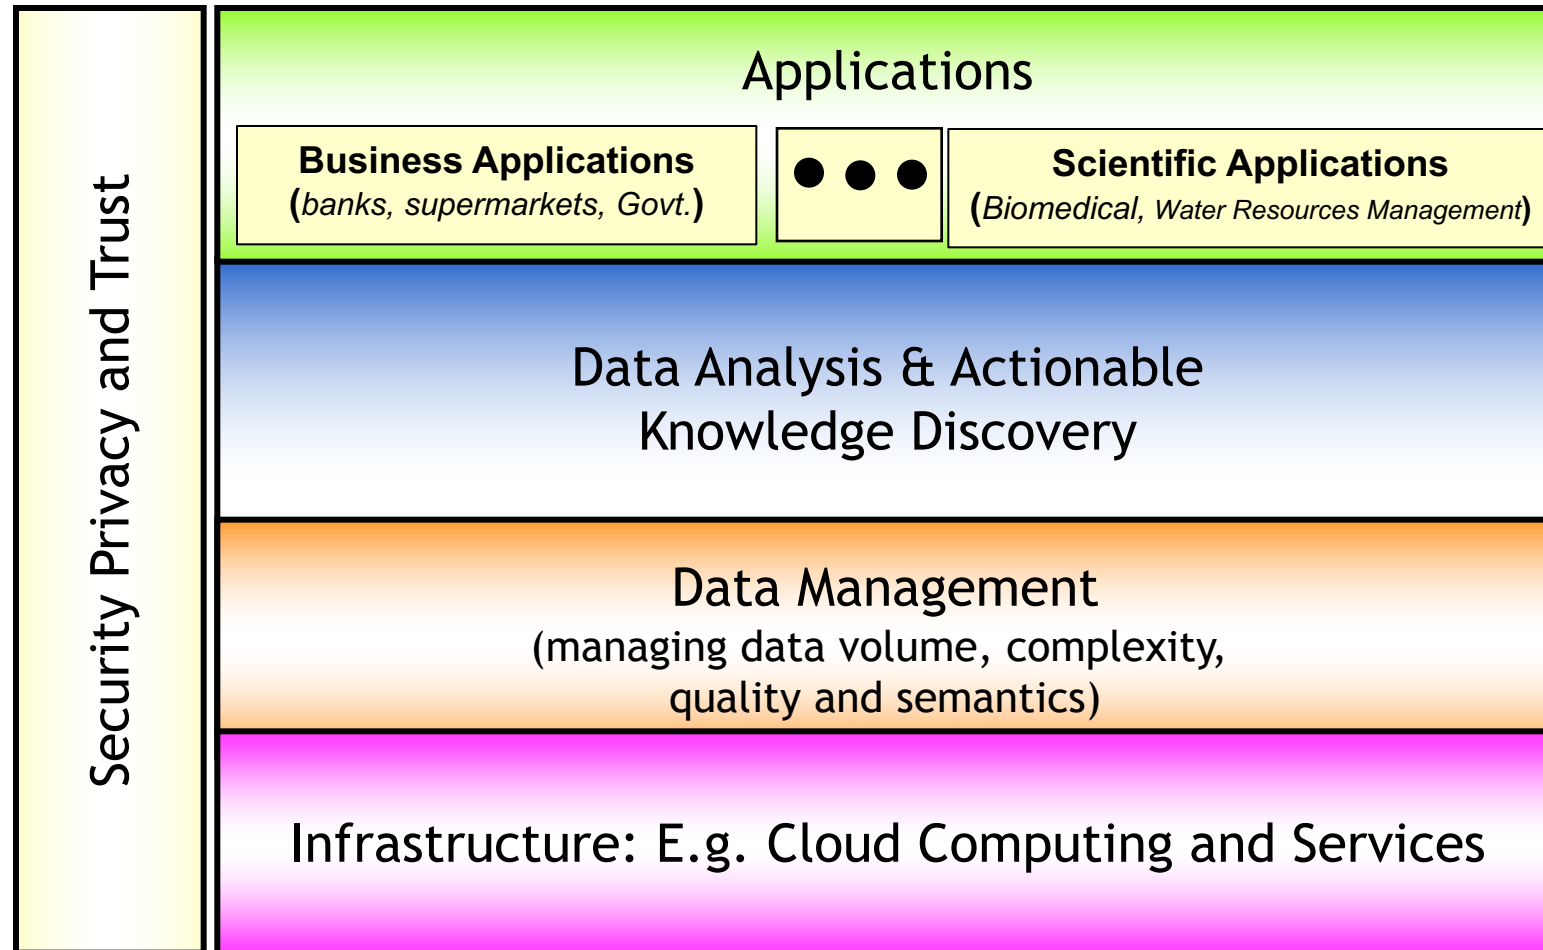 Security Privacy and Trust
Applications
Business Applications
(banks, supermarkets, Govt.)
● ● ●
Scientific Applications
(Biomedical, Water Resources Management)
Data Analysis & Actionable
Knowledge Discovery
Data Management
(managing data volume, complexity,
quality and semantics)
Infrastructure: E.g. Cloud Computing and Services